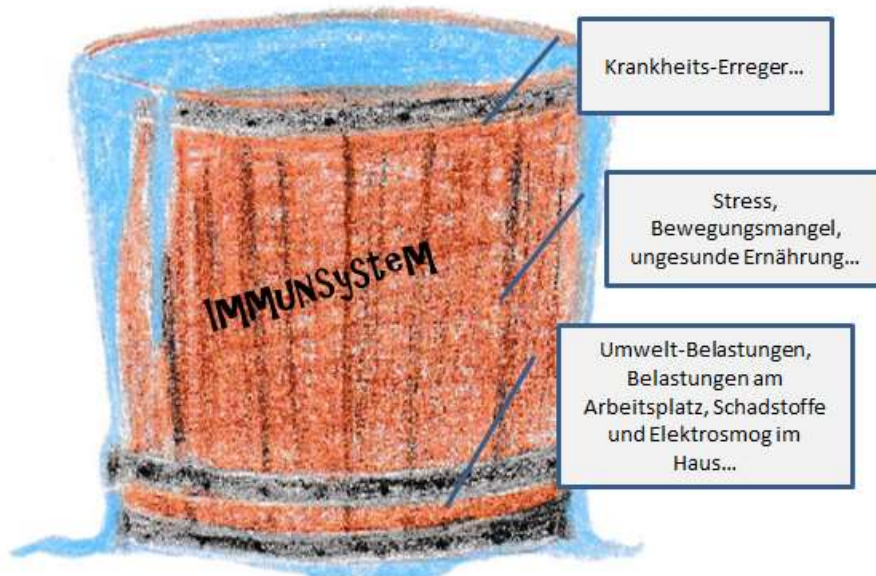 Krankheits-Erreger...
Stress,
Bewegungsmangel,
ungesunde Ernährung...
IMMUNSySteM
Umwelt-Belastungen,
Belastungen am
Arbeitsplatz, Schadstoffe
und Elektrosmog im
Haus...